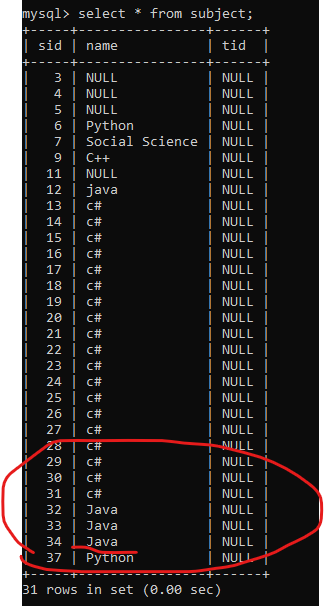 mysql> select * from subject;
+-----+----------------+------+
| sid | name           | tid  |
+-----+----------------+------+
|   3 | NULL           | NULL |
|   4 | NULL           | NULL |
|   5 | NULL           | NULL |
|   6 | Python         | NULL |
|   7 | Social Science | NULL |
|   9 | C++            | NULL |
|  11 | NULL           | NULL |
|  12 | java           | NULL |
|  13 | c#             | NULL |
|  14 | c#             | NULL |
|  15 | c#             | NULL |
|  16 | c#             | NULL |
|  17 | c#             | NULL |
|  18 | c#             | NULL |
|  19 | c#             | NULL |
|  20 | c#             | NULL |
|  21 | c#             | NULL |
|  22 | c#             | NULL |
|  23 | c#             | NULL |
|  24 | c#             | NULL |
|  25 | c#             | NULL |
|  26 | c#             | NULL |
|  27 | c#             | NULL |
|  28 | c#             | NULL |
|  29 | c#             | NULL |
|  30 | c#             | NULL |
|  31 | c#             | NULL |
|  32 | Java           | NULL |
|  33 | Java           | NULL |
|  34 | Java           | NULL |
|  37 | Python         | NULL |
+-----+----------------+------+
31 rows in set (0.00 sec)